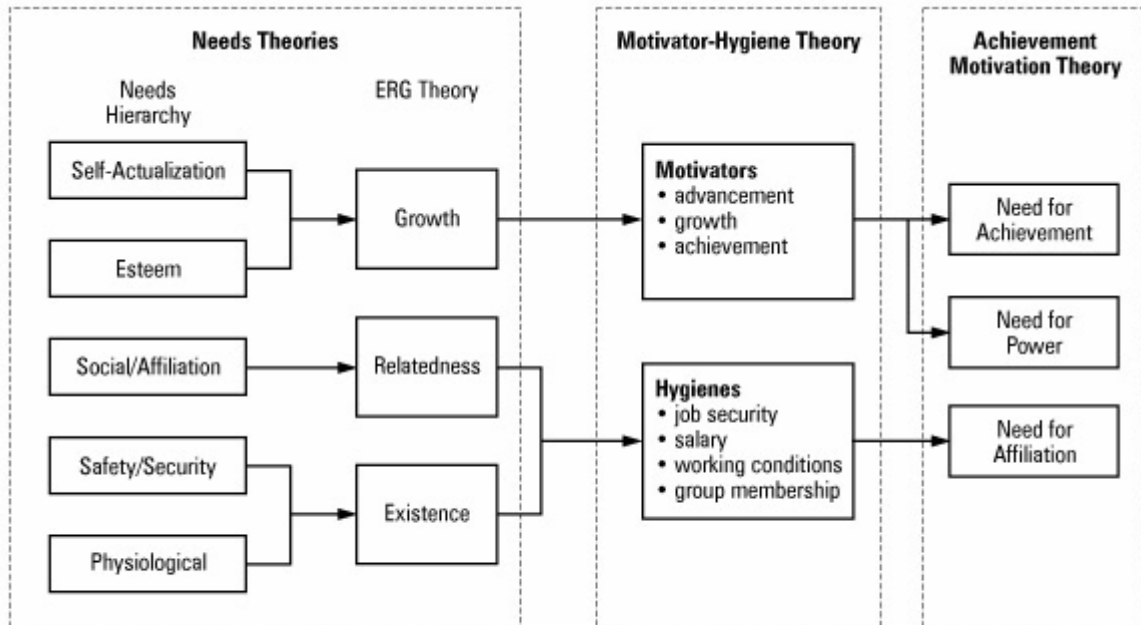 Needs Theories
Needs
Hierarchy
ERG Theory
Self-Actualization
Esteem
Social/Affiliation
Safety/Security
Physiological
Growth
Relatedness
Existence
Motivator-Hygiene Theory
Motivators
• advancement
• growth
• achievement
Hygienes
• job security
• salary
• working conditions
• group membership
Achievement
Motivation Theory
Need for
Achievement
Need for
Power
Need for
Affiliation